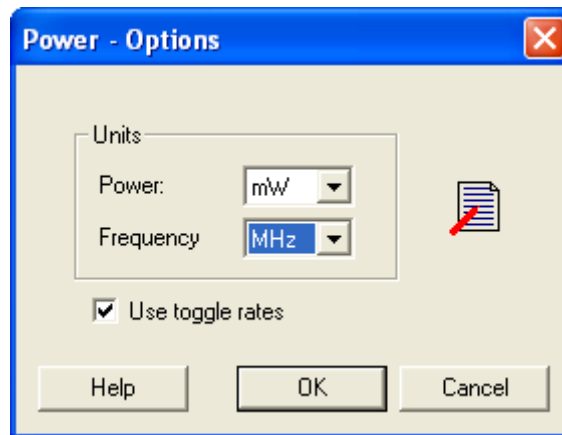 Power - Options
Units
Power: mW
Frequency MHz
Use toggle rates
Help OK Cancel